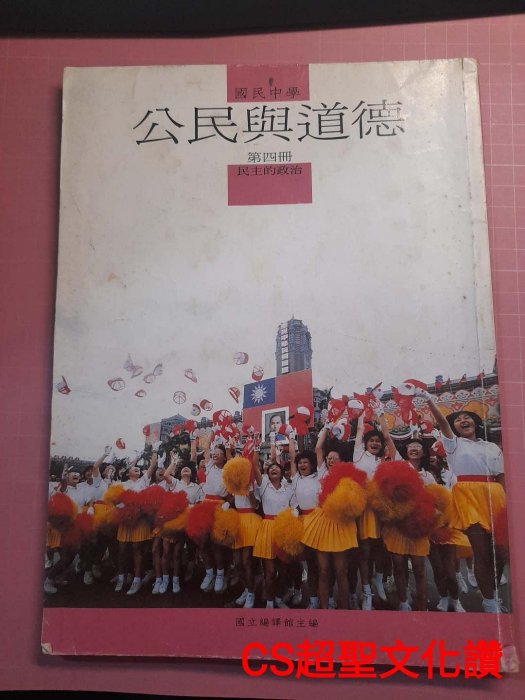 國民中學
公民與道德
第四冊
民主的政治
國立編譯館主編
CS超聖文化讚